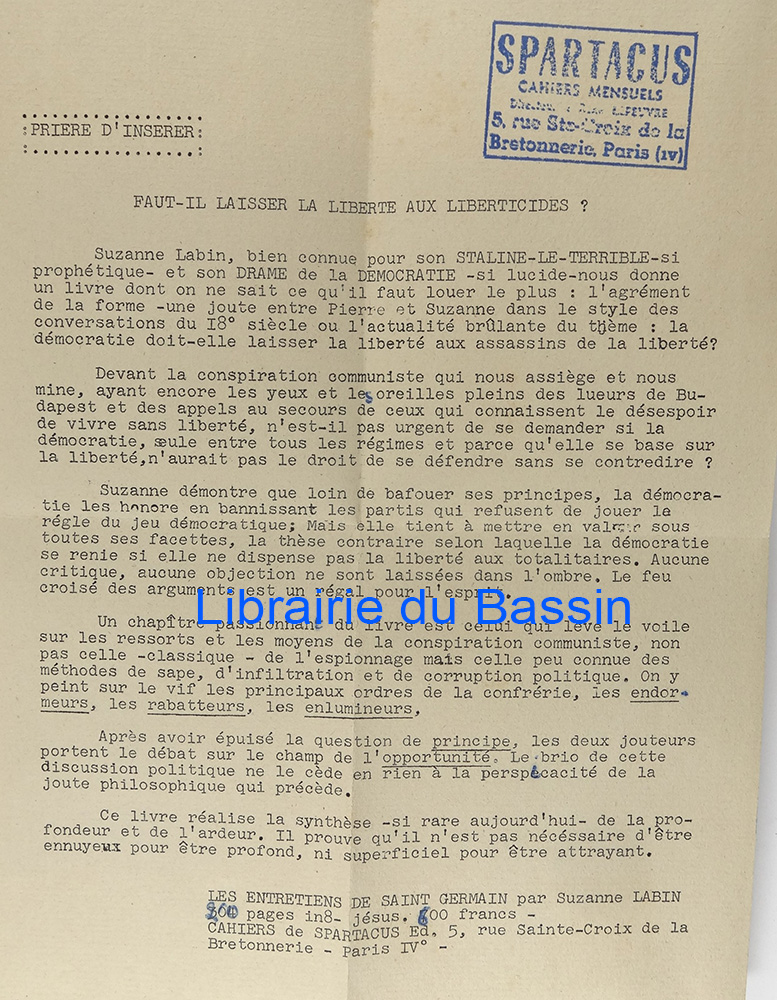 SPARTACUS
CAHIERS MENSUELS
LEFEUVRE
5, rue Ste-Croix de la
Bretonnerie, Paris (IV)
:PRIERE D'INSERER:
FAUT-IL LAISSER LA LIBERTE AUX LIBERTICIDES ?
Suzanne Labin, bien connue pour son STALINE-LE-TERRIBLE-si
prophétique- et son DRAME de la DEMOCRATIE -si lucide-nous donne
un livre dont on ne sait ce qu'il faut louer le plus : l'agrément
de la forme -une joute entre Pierre et Suzanne dans le style des
conversations du I8° siècle ou l'actualité brûlante du thème : la
démocratie doit-elle laisser la liberté aux assassins de la liberté?
Devant la conspiration communiste qui nous assiège et nous
mine, ayant encore les yeux et les oreilles pleins des lueurs de Bu-
dapest et des appels au secours de ceux qui connaissent le désespoir
de vivre sans liberté, n'est-il pas urgent de se demander si la
démocratie, seule entre tous les régimes et parce qu'elle se base sur
la liberté,n'aurait pas le droit de se défendre sans se contredire ?
Suzanne démontre que loin de bafouer ses principes, la démocra-
tie les honore en bannissant les partis qui refusent de jouer la
régle du jeu démocratique; Mais elle tient à mettre en valeur sous
toutes ses facettes, la thèse contraire selon laquelle la démocratie
se renie si elle ne dispense pas la liberté aux totalitaires. Aucune
critique, aucune objection ne sont laissées dans l'ombre. Le feu
croisé des arguments est un régal pour l'esprit.
Librairie du Bassin
Un chapître passionnant du livre est celui qui lève le voile
sur les ressorts et les moyens de la conspiration communiste, non
pas celle -classique - de l'espionnage mais celle peu connue des
méthodes de sape, d'infiltration et de corruption politique. On y
peint sur le vif les principaux ordres de la confrérie, les endor-
meurs, les rabatteurs, les enlumineurs,
Après avoir épuisé la question de principe, les deux jouteurs
portent le débat sur le champ de l'opportunité. Le brio de cette
discussion politique ne le cède en rien à la perspicacité de la
joute philosophique qui précède.
Ce livre réalise la synthèse -si rare aujourd'hui- de la pro-
fondeur et de l'ardeur. Il prouve qu'il n'est pas nécéssaire d'être
ennuyeux pour être profond, ni superficiel pour être attrayant.
LES ENTRETIENS DE SAINT GERMAIN par Suzanne LABIN
pages in8- jésus. 600 francs -
CAHIERS de SPARTACUS Ed. 5, rue Sainte-Croix de la
Bretonnerie - Paris IV° -